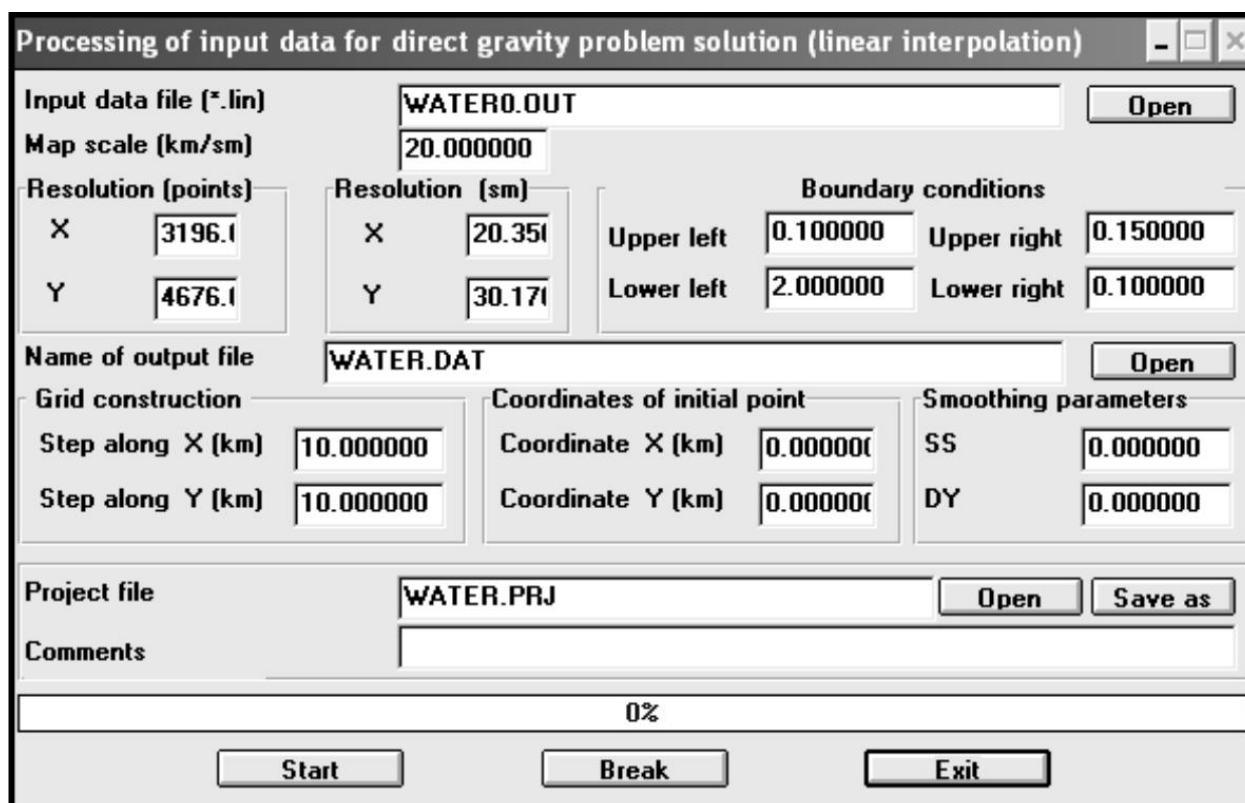 Processing of input data for direct gravity problem solution (linear interpolation)
Input data file (*.lin) WATER0.OUT Open
Map scale (km/sm) 20.000000
Resolution (points) Resolution (sm) Boundary conditions
X 3196.( X 20.35( Upper left 0.100000 Upper right 0.150000
Y 4676.( Y 30.17( Lower left 2.000000 Lower right 0.100000
Name of output file WATER.DAT Open
Grid construction Coordinates of initial point Smoothing parameters
Step along X (km) 10.000000 Coordinate X (km) 0.00000( SS 0.000000
Step along Y (km) 10.000000 Coordinate Y (km) 0.00000( DY 0.000000
Project file WATER.PRJ Open Save as
Comments
0%
Start Break Exit